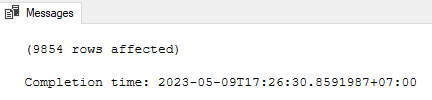 Messages
(9854 rows affected)
Completion time: 2023-05-09T17:26:30.8591987+07:00